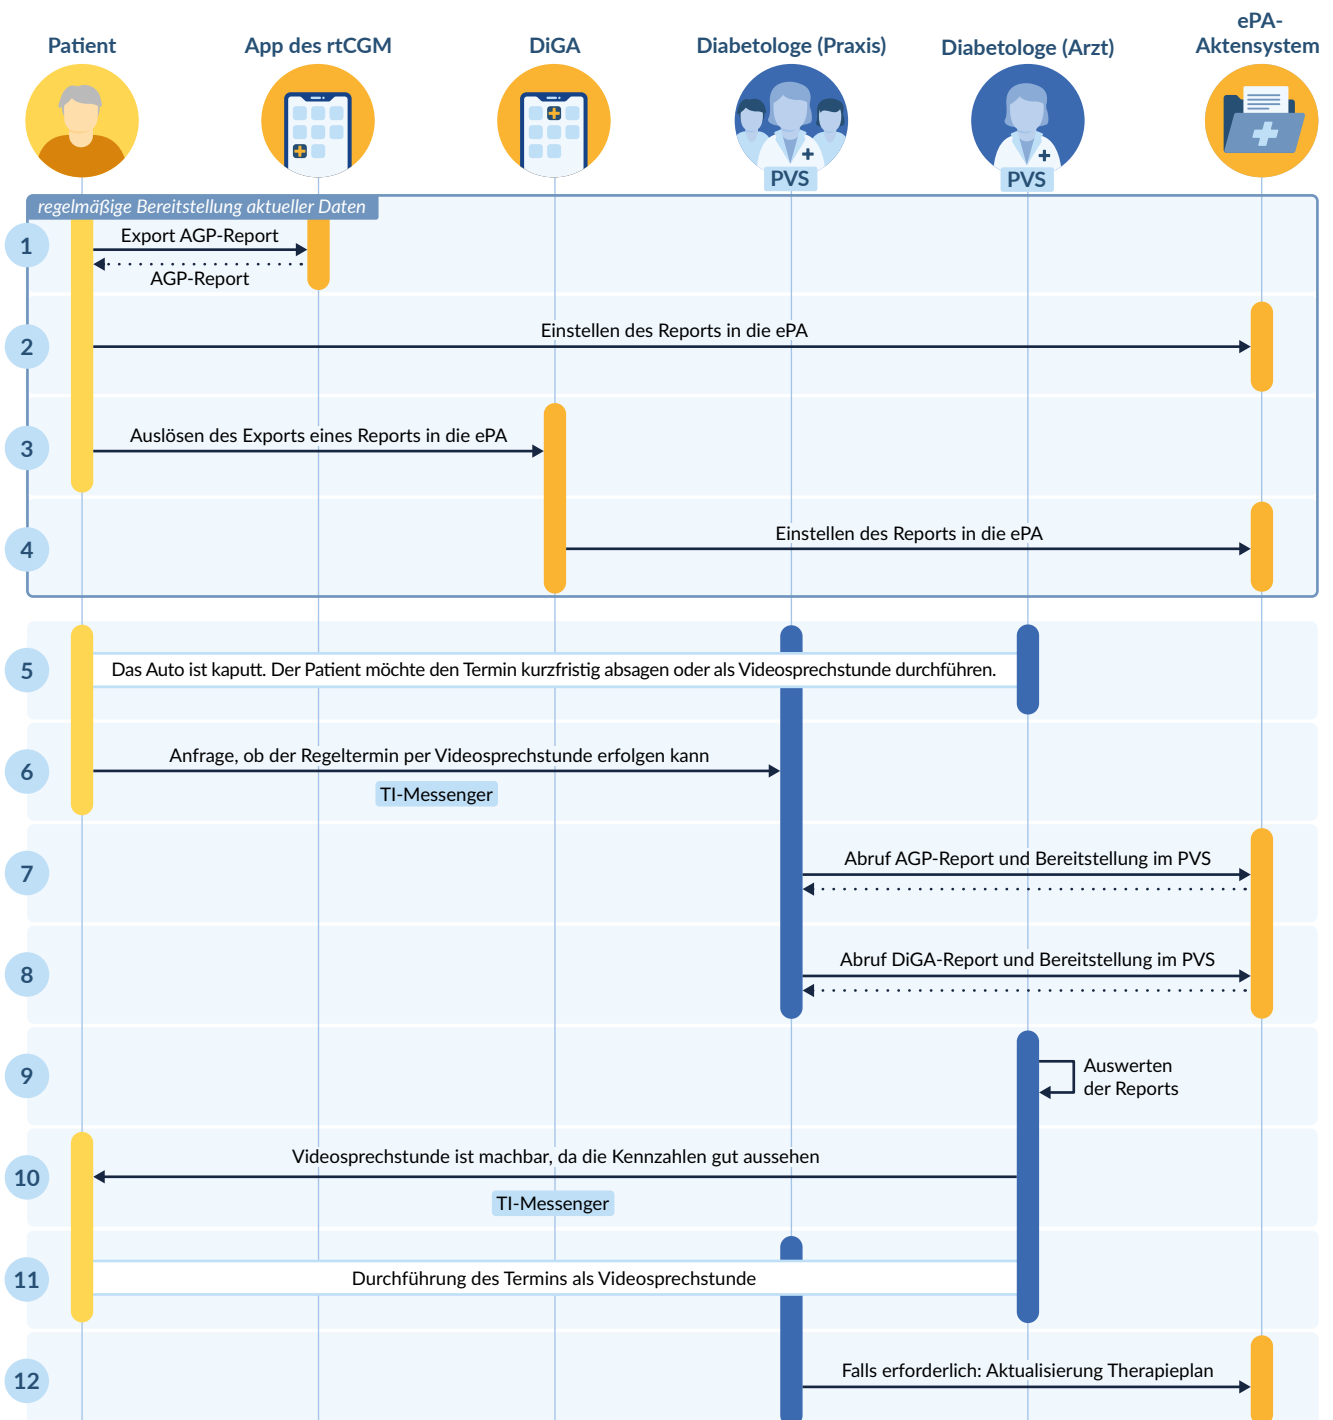 Patient
App des rtCGM
DiGA
Diabetologe (Praxis)
Diabetologe (Arzt)
ePA-
Aktensystem
PVS
PVS
regelmäßige Bereitstellung aktueller Daten
1
Export AGP-Report
AGP-Report
2
Einstellen des Reports in die ePA
3
Auslösen des Exports eines Reports in die ePA
4
Einstellen des Reports in die ePA
5
Das Auto ist kaputt. Der Patient möchte den Termin kurzfristig absagen oder als Videosprechstunde durchführen.
6
Anfrage, ob der Regeltermin per Videosprechstunde erfolgen kann
TI-Messenger
7
Abruf AGP-Report und Bereitstellung im PVS
8
Abruf DiGA-Report und Bereitstellung im PVS
9
Auswerten
der Reports
10
Videosprechstunde ist machbar, da die Kennzahlen gut aussehen
TI-Messenger
11
Durchführung des Termins als Videosprechstunde
12
Falls erforderlich: Aktualisierung Therapieplan